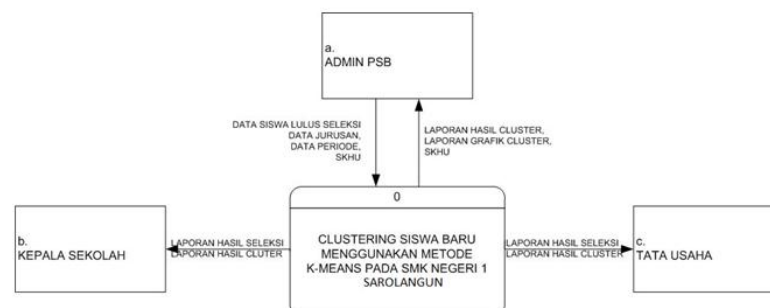 a.
ADMIN PSB
DATA SISWA LULUS SELEKSI
DATA JURUSAN,
DATA PERIODE,
SKHU
LAPORAN HASIL CLUSTER,
LAPORAN GRAFIK CLUSTER,
SKHU
0
b.
KEPALA SEKOLAH
LAPORAN HASIL SELEKSI
LAPORAN HASIL CLUTER
CLUSTERING SISWA BARU
MENGGUNAKAN METODE
K-MEANS PADA SMK NEGERI 1
SAROLANGUN
LAPORAN HASIL SELEKSI
LAPORAN HASIL CLUSTER
c.
TATA USAHA